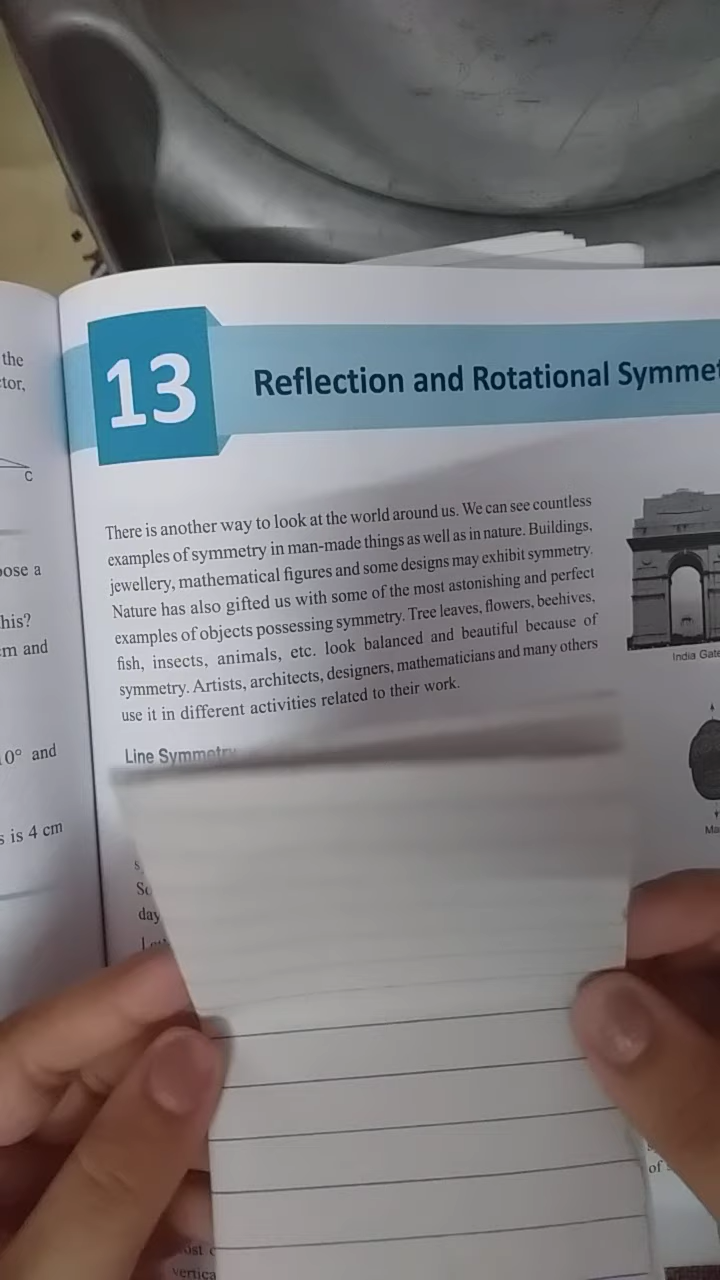 the
tor,
C
ose a
his?
m and
0° and
s is 4 cm
13
Reflection and Rotational Symmet
There is another way to look at the world around us. We can see countless
examples of symmetry in man-made things as well as in nature. Buildings,
jewellery, mathematical figures and some designs may exhibit symmetry.
Nature has also gifted us with some of the most astonishing and perfect
examples of objects possessing symmetry. Tree leaves, flowers, beehives,
fish, insects, animals, etc. look balanced and beautiful because of
symmetry. Artists, architects, designers, mathematicians and many others
use it in different activities related to their work.
India Gate
Ma
Line Symmetry
day
of
vertica